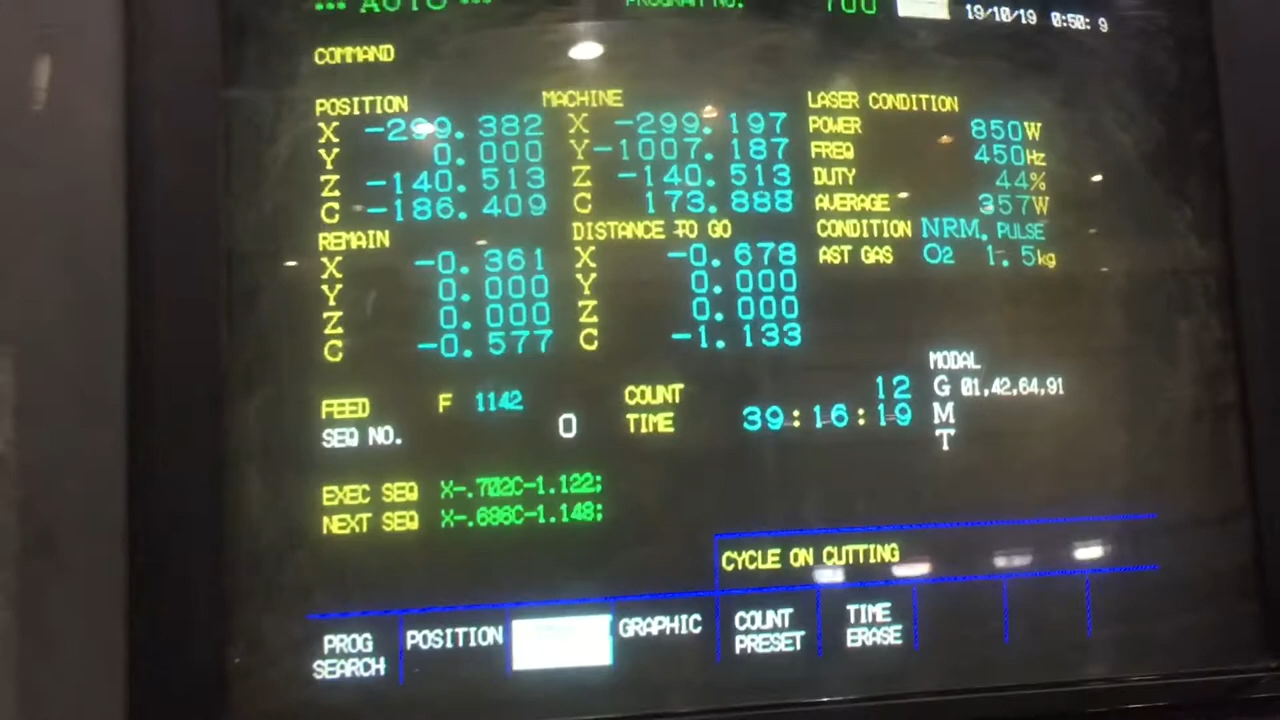 *** AUTO *** PROGRAM NO. 700 19/10/19 0:50: 9
COMMAND
POSITION MACHINE LASER CONDITION
X -299.382 X -299.197 POWER 850W
Y 0.000 Y-1007.187 FREQ 450Hz
Z -140.513 Z -140.513 DUTY 44%
C -186.409 C 173.888 AVERAGE 357W
REMAIN DISTANCE TO GO CONDITION NRM. PULSE
X -0.361 X -0.678 AST GAS O2 1.5kg
Y 0.000 Y 0.000
Z 0.000 Z 0.000
C -0.577 C -1.133
MODAL
FEED F 1142 COUNT 12 G 01,42,64,91
SEQ NO. 0 TIME 39:16:19 M
T
EXEC SEQ X-.702C-1.122;
NEXT SEQ X-.686C-1.148;
CYCLE ON CUTTING
PROG SEARCH POSITION GRAPHIC COUNT PRESET TIME ERASE